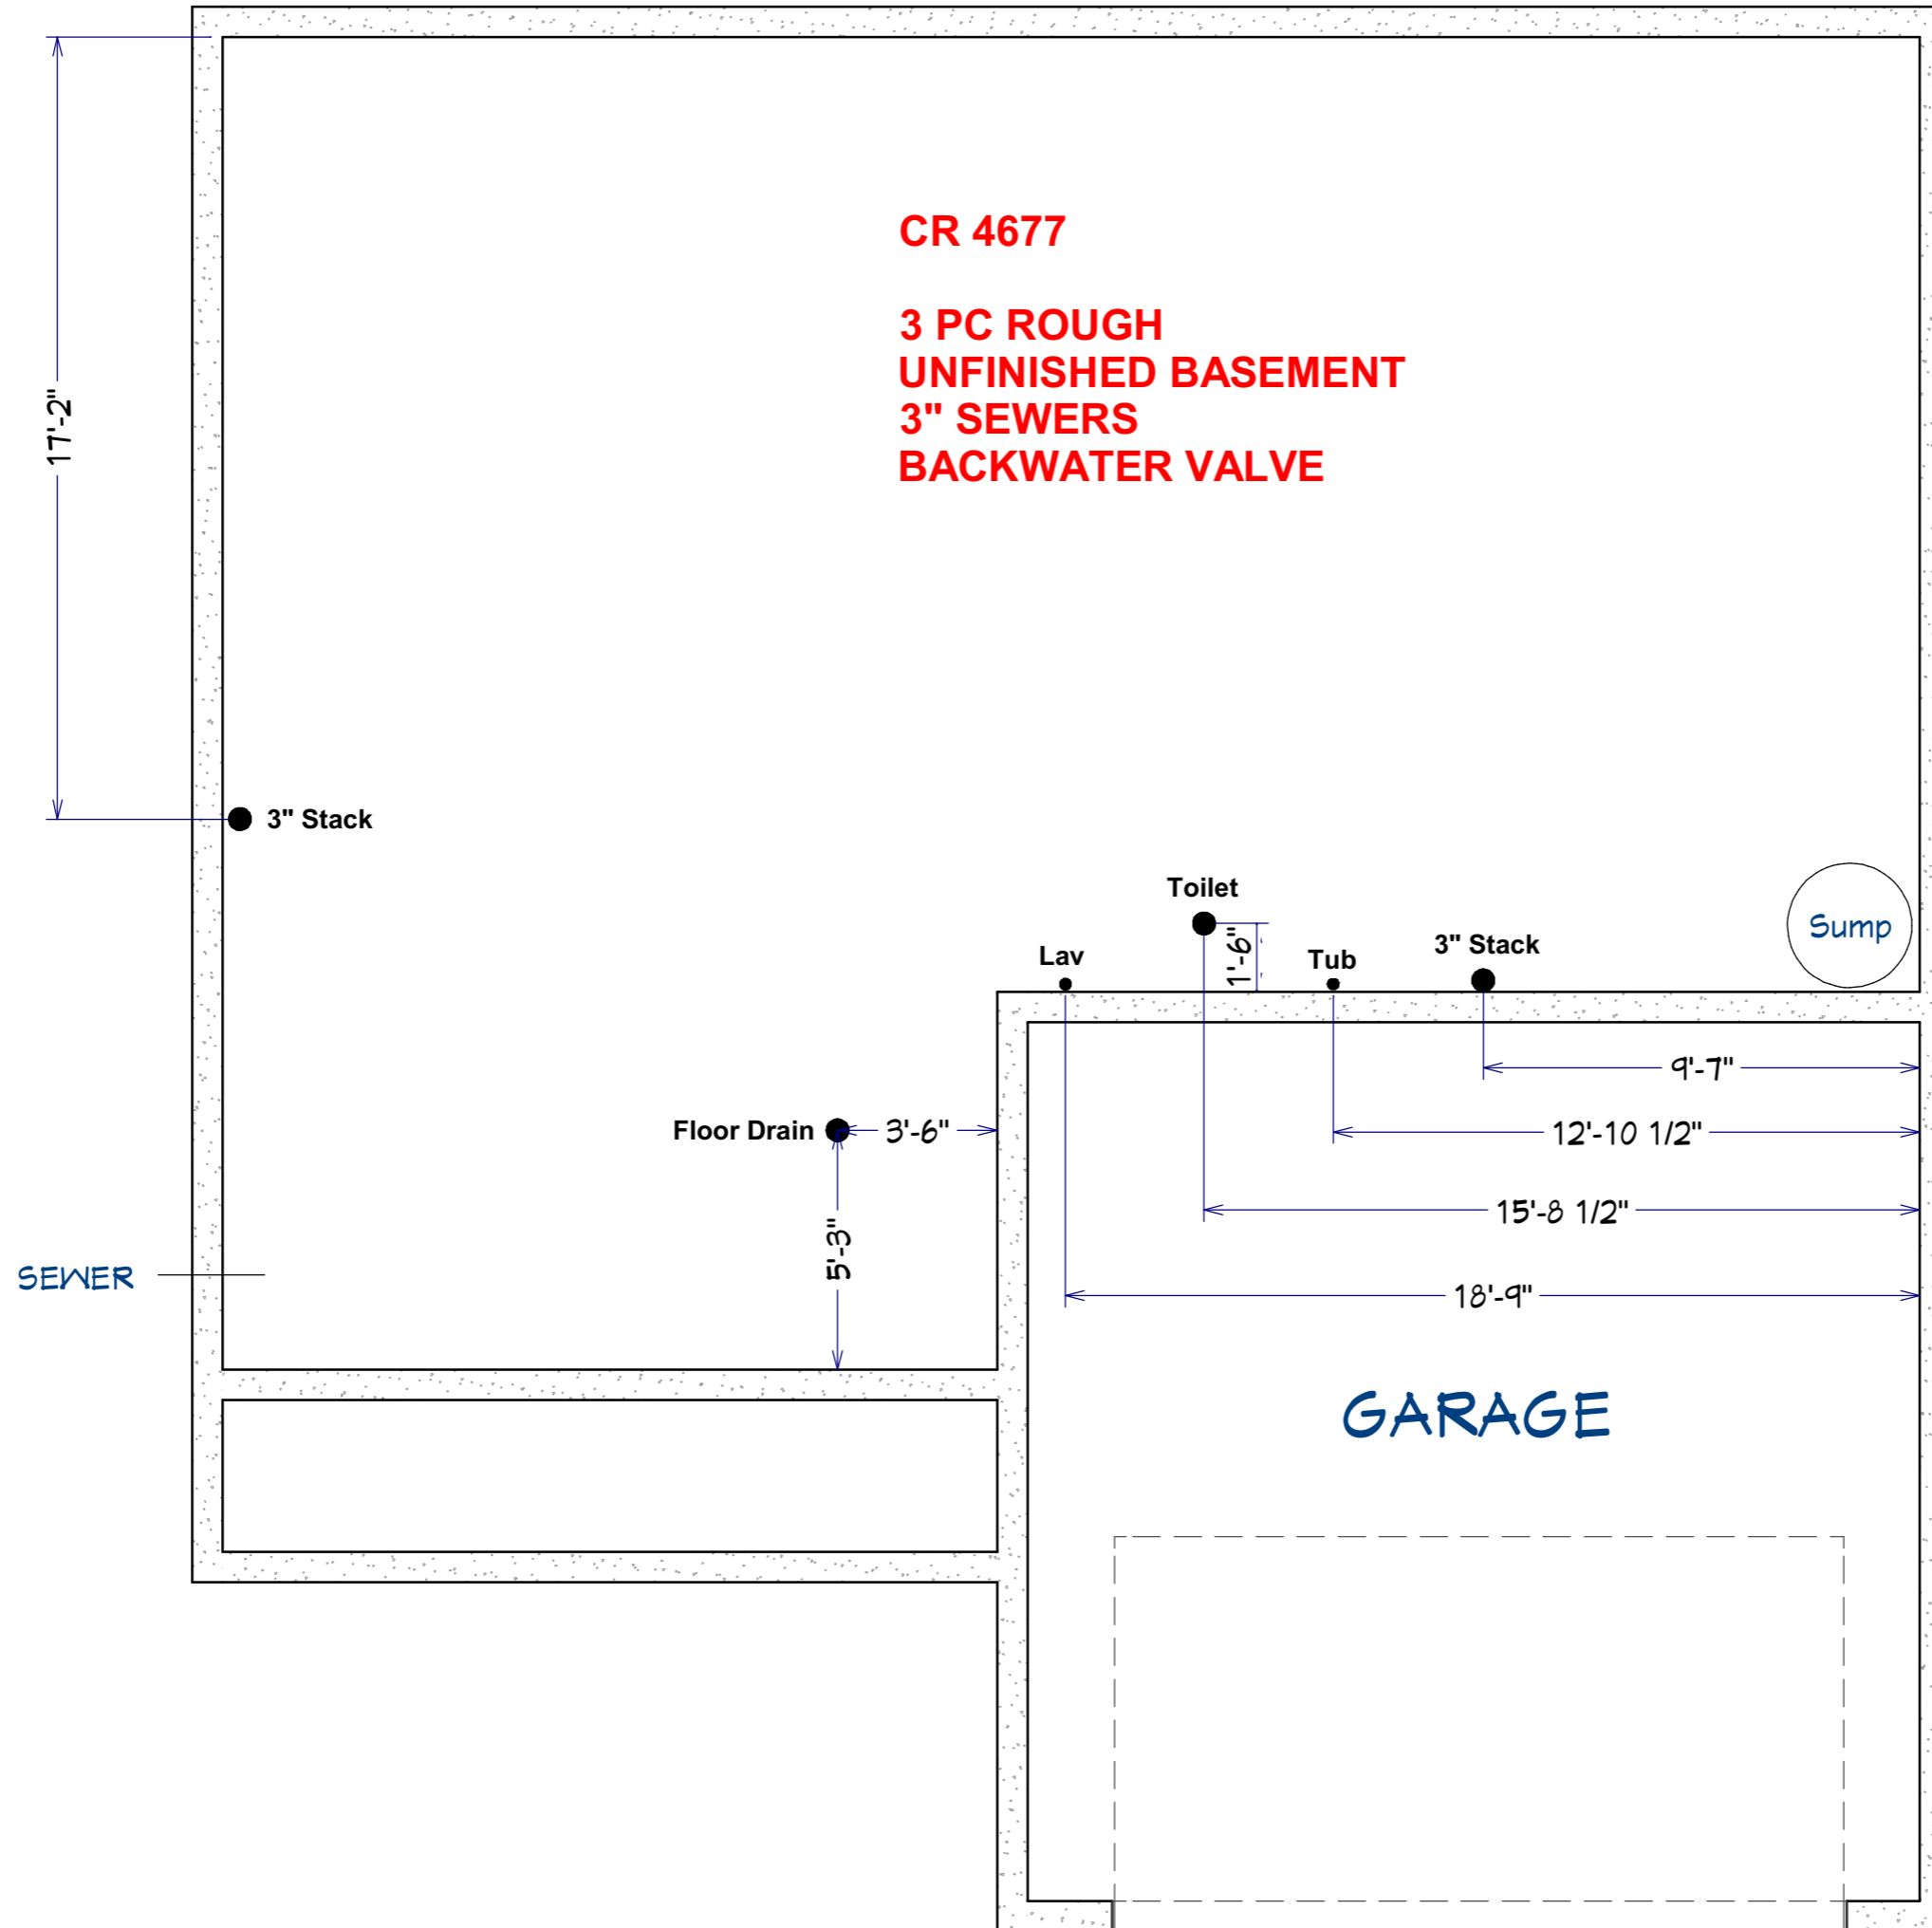 CR 4677
3 PC ROUGH
UNFINISHED BASEMENT
3" SEWERS
BACKWATER VALVE
17'-2"
3" Stack
Toilet
Sump
1'-6"
Lav
Tub
3" Stack
9'-7"
Floor Drain
3'-6"
12'-10 1/2"
15'-8 1/2"
5'-3"
SEWER
18'-9"
GARAGE